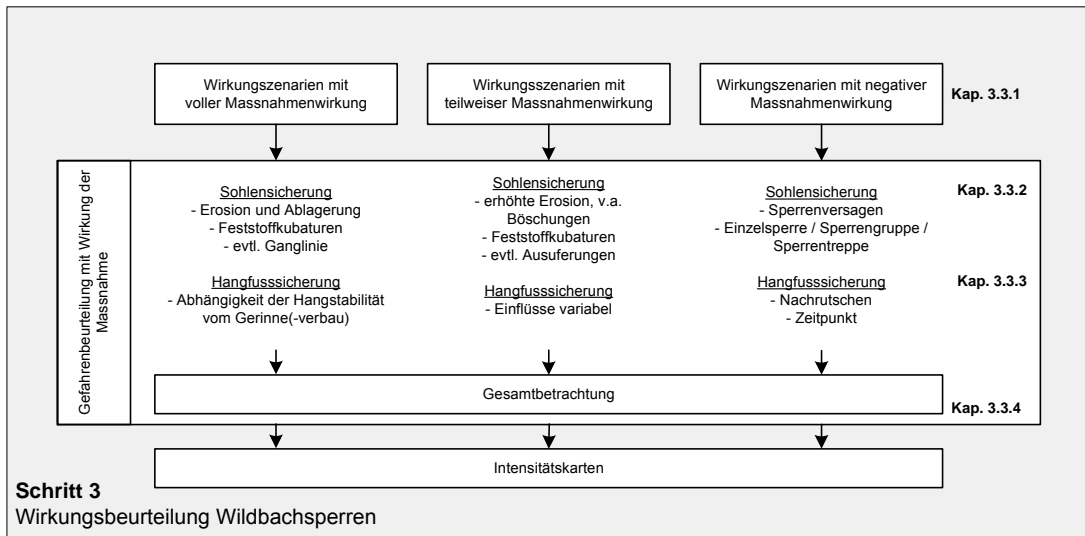 Wirkungszenarien mit
voller Massnahmenwirkung
Wirkungsszenarien mit
teilweiser Massnahmenwirkung
Wirkungszenarien mit negativer
Massnahmenwirkung
Kap. 3.3.1
Gefahrenbeurteilung mit Wirkung der
Massnahme
Sohlensicherung
- Erosion und Ablagerung
- Feststoffkubaturen
- evtl. Ganglinie
Hangfusssicherung
- Abhängigkeit der Hangstabilität
vom Gerinne(-verbau)
Sohlensicherung
- erhöhte Erosion, v.a.
Böschungen
- Feststoffkubaturen
- evtl. Ausuferungen
Hangfusssicherung
- Einflüsse variabel
Sohlensicherung
- Sperrenversagen
- Einzelsperre / Sperrengruppe /
Sperrentreppe
Hangfusssicherung
- Nachrutschen
- Zeitpunkt
Kap. 3.3.2
Kap. 3.3.3
Gesamtbetrachtung
Kap. 3.3.4
Intensitätskarten
Schritt 3
Wirkungsbeurteilung Wildbachsperren